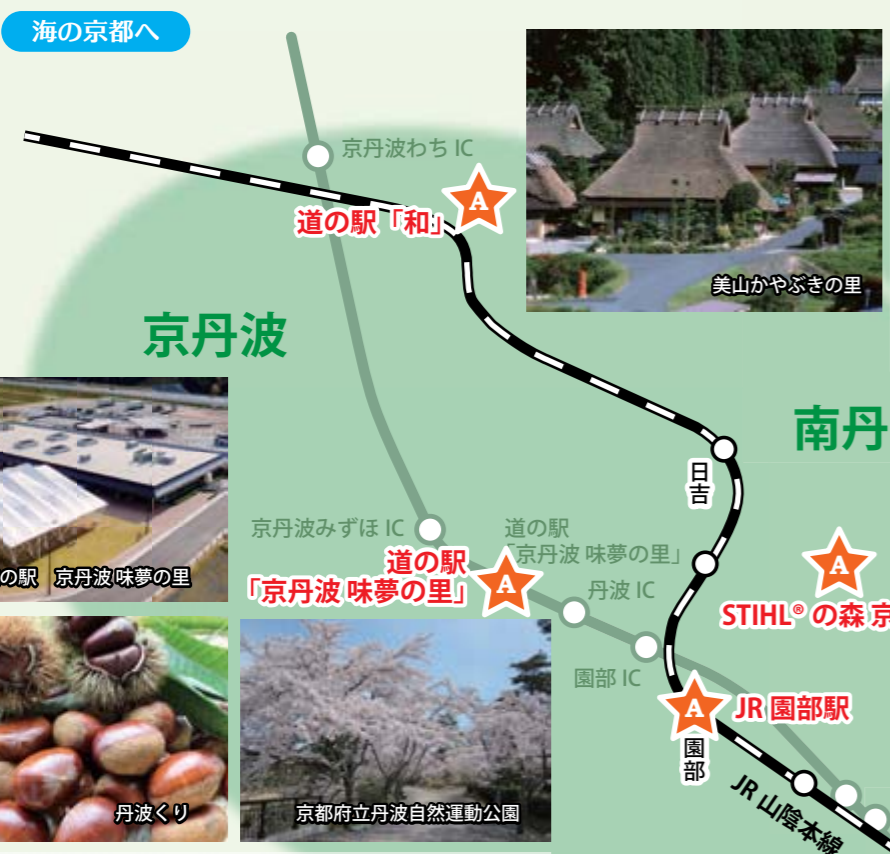 海の京都へ
京丹波わち IC
A
道の駅「和」
美山かやぶきの里
京丹波
南丹
日吉
京丹波みずほ IC
道の駅
「京丹波 味夢の里」
道の駅
「京丹波 味夢の里」
A
丹波 IC
A
STIHL® の森 京
の駅 京丹波 味夢の里
園部 IC
A
JR 園部駅
園部
JR 山陰本線
丹波くり
京都府立丹波自然運動公園